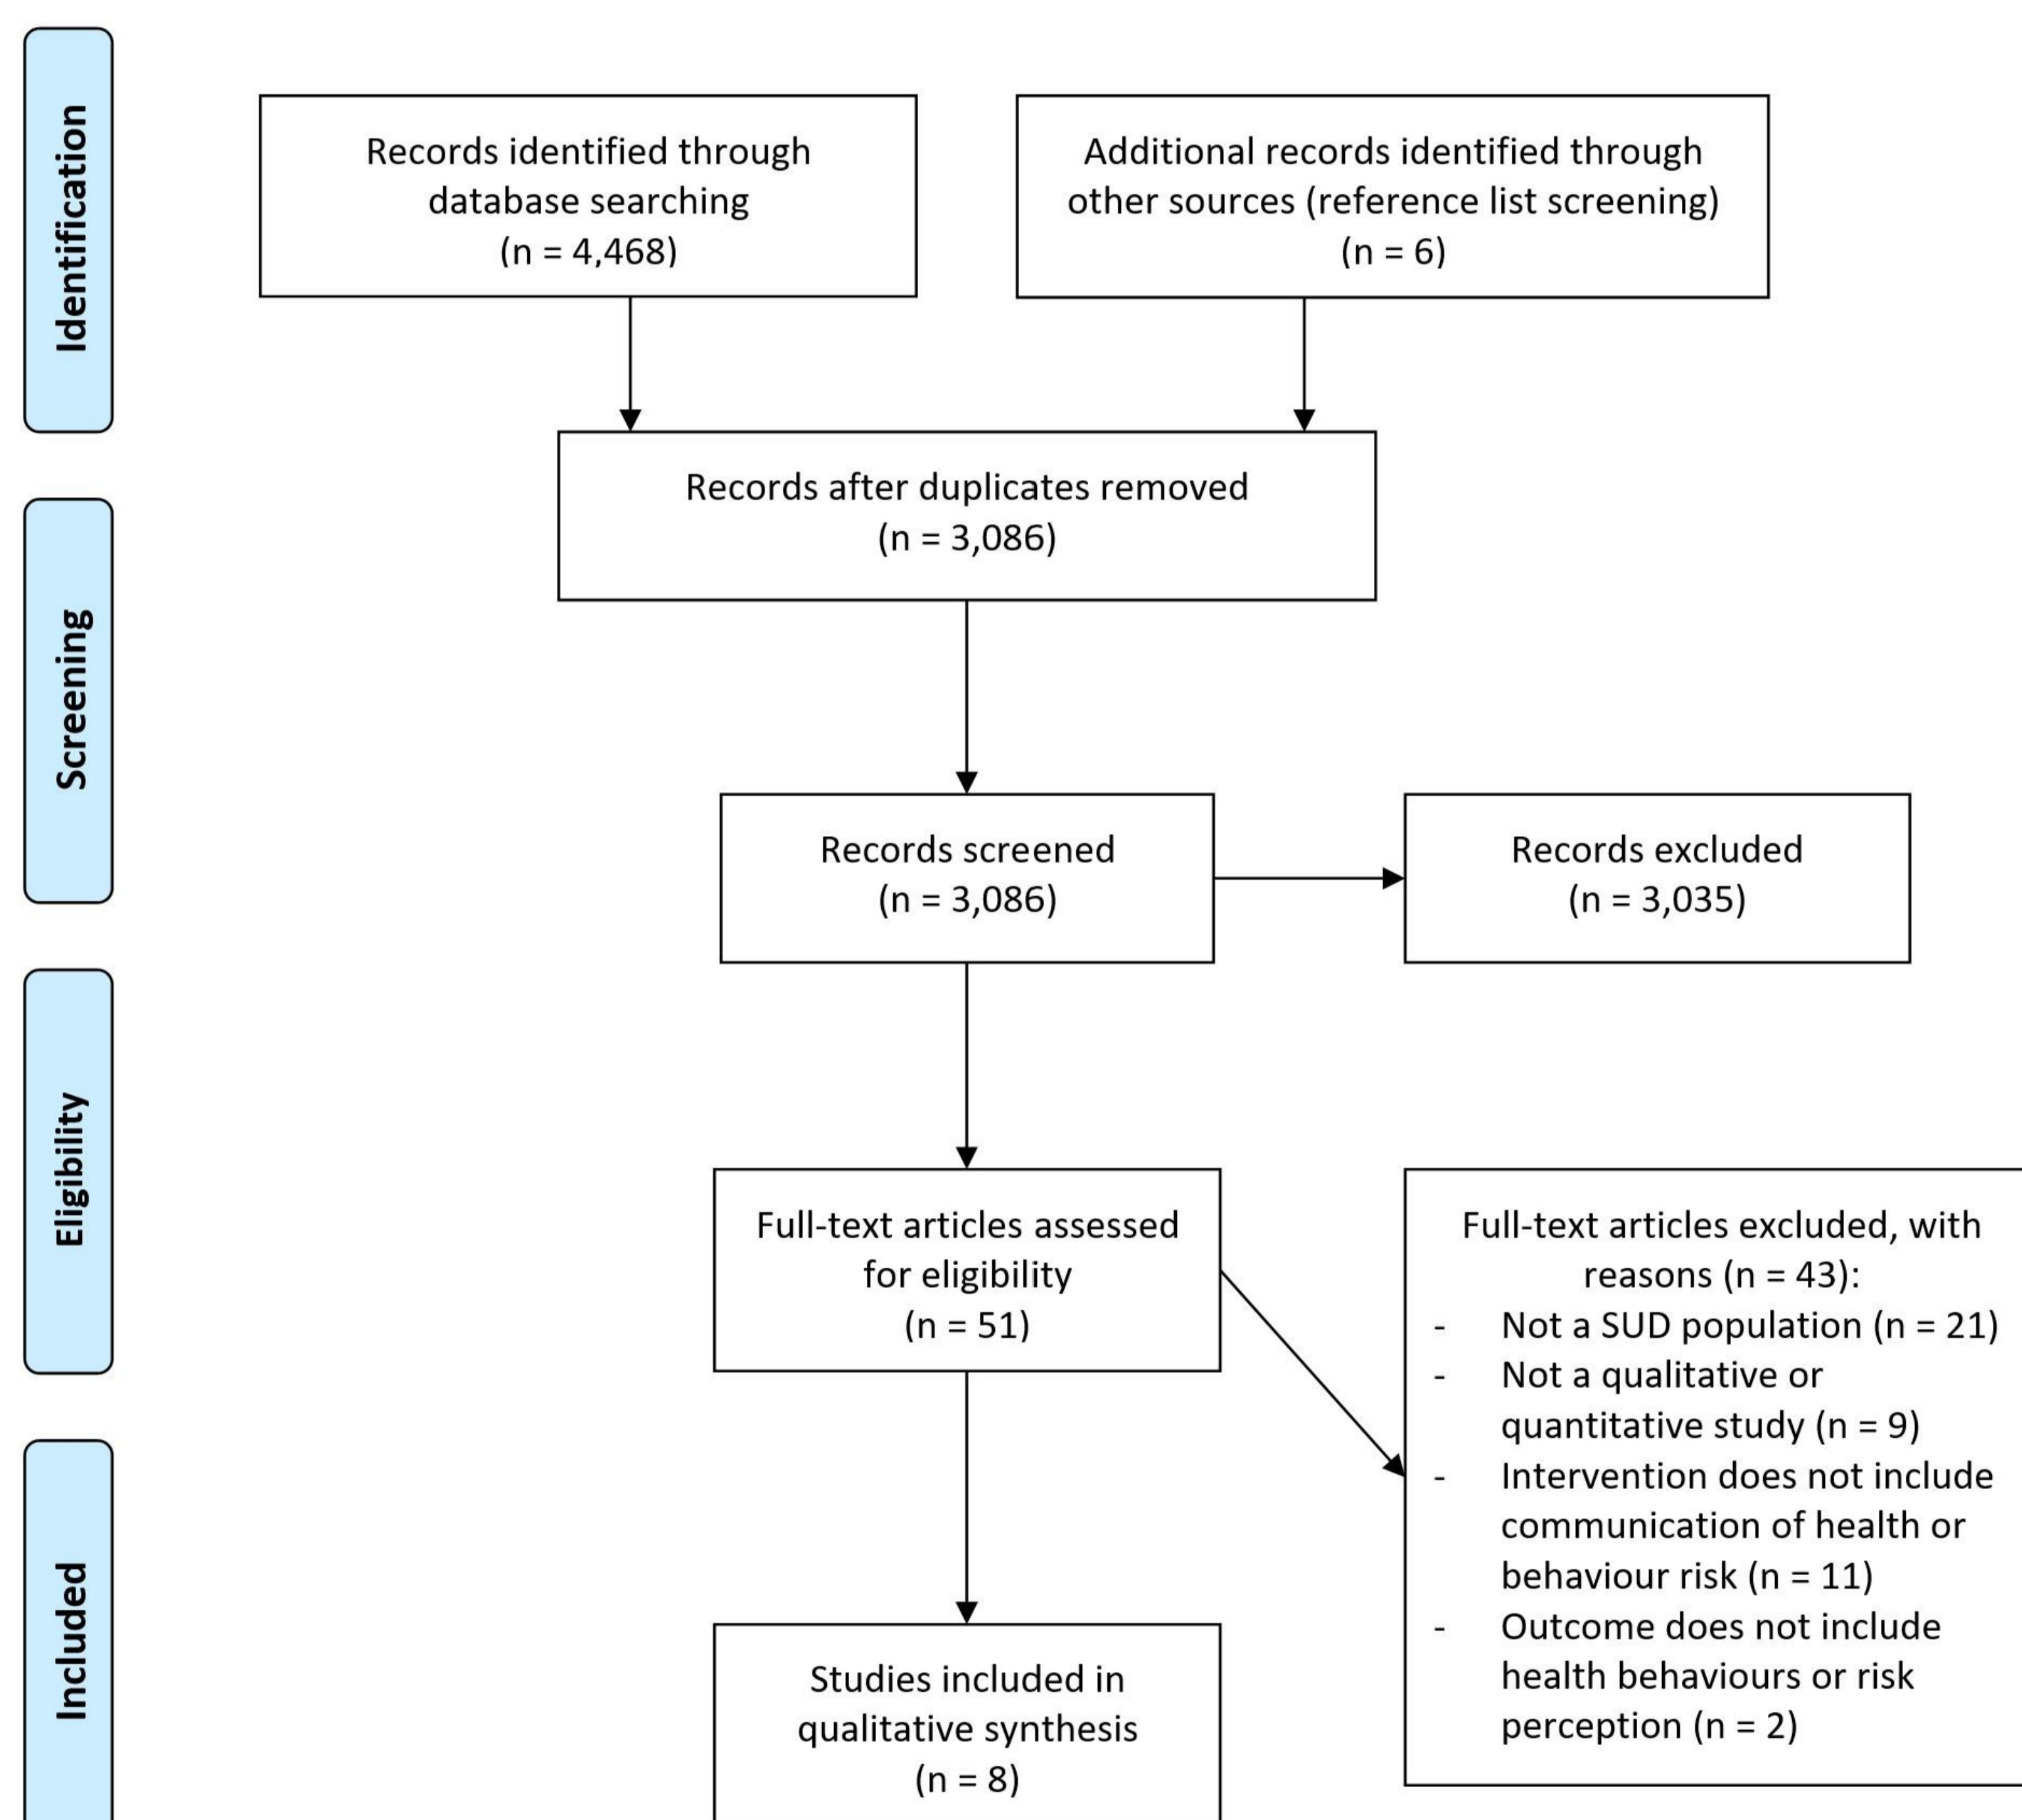 Identification
Records identified through
database searching
(n = 4,468)
Additional records identified through
other sources (reference list screening)
(n = 6)
Records after duplicates removed
(n = 3,086)
Screening
Records screened
(n = 3,086)
Records excluded
(n = 3,035)
Eligibility
Full-text articles assessed
for eligibility
(n = 51)
Full-text articles excluded, with
reasons (n = 43):
- Not a SUD population (n = 21)
- Not a qualitative or
quantitative study (n = 9)
- Intervention does not include
communication of health or
behaviour risk (n = 11)
- Outcome does not include
health behaviours or risk
perception (n = 2)
Included
Studies included in
qualitative synthesis
(n = 8)